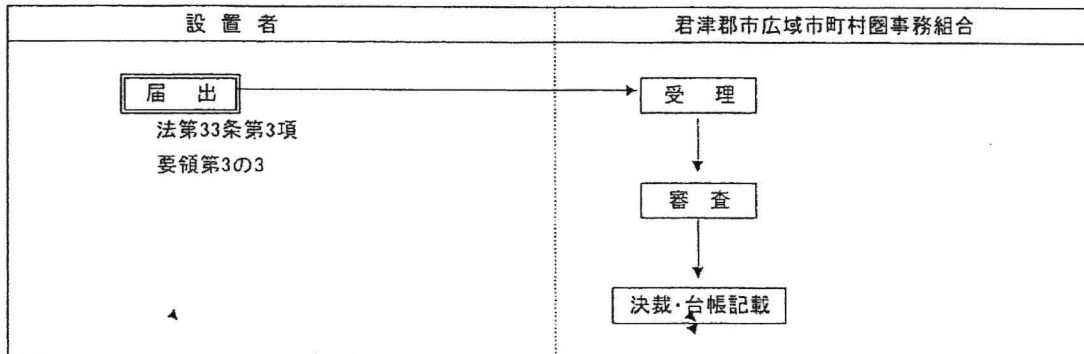 設置者
君津郡市広域市町村圏事務組合
届出
受理
法第33条第3項
要領第3の3
審査
決裁・台帳記載